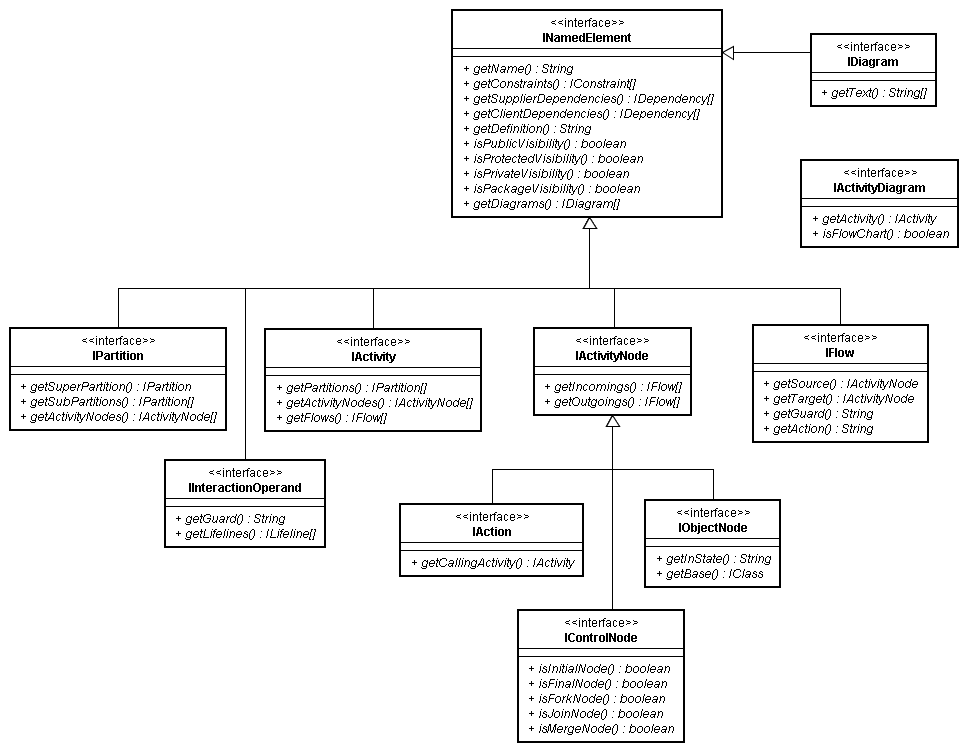 <<interface>>
INamedElement
+ getName() : String
+ getConstraints() : IConstraint[]
+ getSupplierDependencies() : IDependency[]
+ getClientDependencies() : IDependency[]
+ getDefinition() : String
+ isPublicVisibility() : boolean
+ isProtectedVisibility() : boolean
+ isPrivateVisibility() : boolean
+ isPackageVisibility() : boolean
+ getDiagrams() : IDiagram[]
<<interface>>
IDiagram
+ getText() : String[]
<<interface>>
IActivityDiagram
+ getActivity() : IActivity
+ isFlowChart() : boolean
<<interface>>
IPartition
+ getSuperPartition() : IPartition
+ getSubPartitions() : IPartition[]
+ getActivityNodes() : IActivityNode[]
<<interface>>
IActivity
+ getPartitions() : IPartition[]
+ getActivityNodes() : IActivityNode[]
+ getFlows() : IFlow[]
<<interface>>
IActivityNode
+ getIncomings() : IFlow[]
+ getOutgoings() : IFlow[]
<<interface>>
IFlow
+ getSource() : IActivityNode
+ getTarget() : IActivityNode
+ getGuard() : String
+ getAction() : String
<<interface>>
IInteractionOperand
+ getGuard() : String
+ getLifelines() : ILifeline[]
<<interface>>
IAction
+ getCallingActivity() : IActivity
<<interface>>
IObjectNode
+ getInState() : String
+ getBase() : IClass
<<interface>>
IControlNode
+ isInitialNode() : boolean
+ isFinalNode() : boolean
+ isForkNode() : boolean
+ isJoinNode() : boolean
+ isMergeNode() : boolean